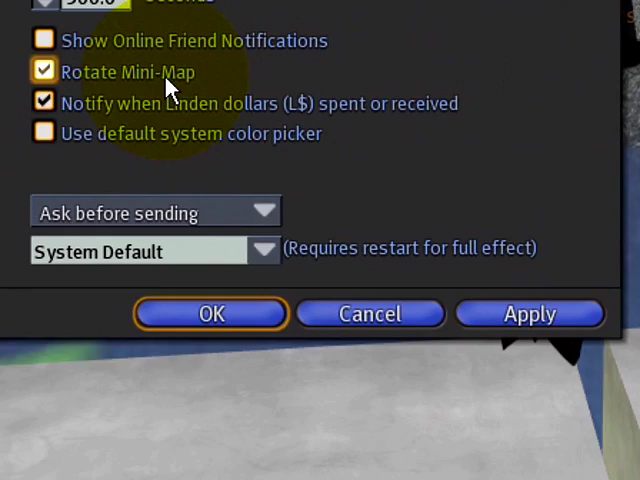 Show Online Friend Notifications
Rotate Mini-Map
Notify when Linden dollars (L$) spent or received
Use default system color picker
Ask before sending
System Default (Requires restart for full effect)
OK Cancel Apply